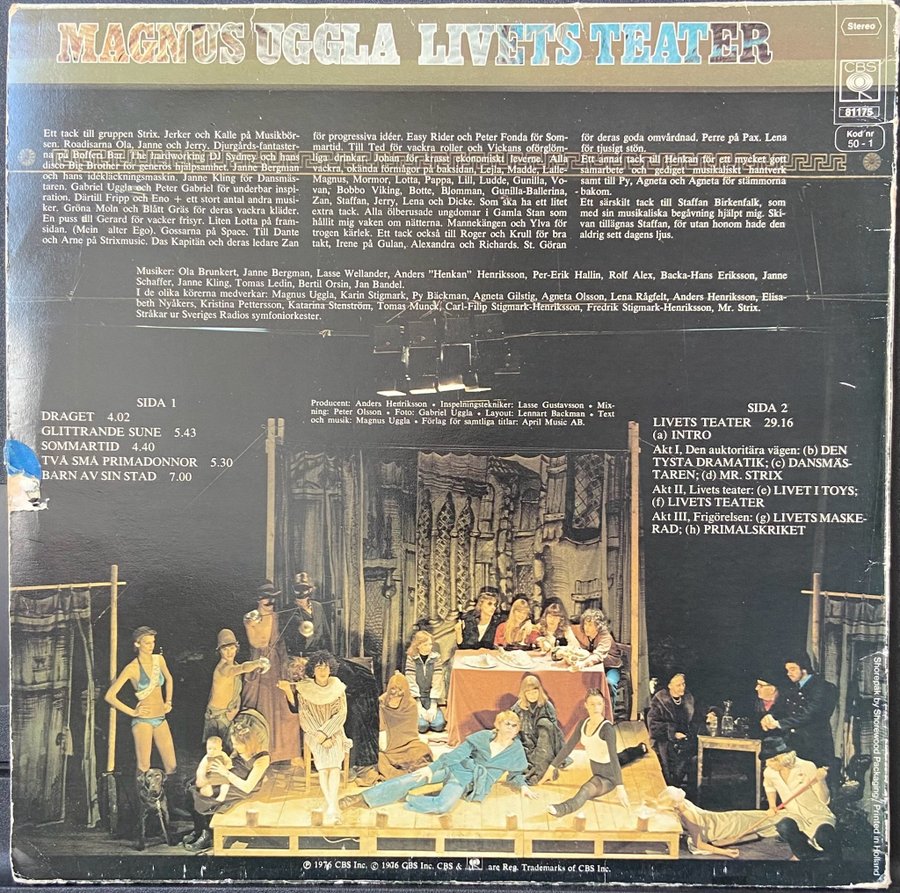 MAGNUS UGGLA LIVETS TEATER
Stereo
CBS
81175
Kod nr
50 - 1
Ett tack till gruppen Strix. Jerker och Kalle på Musikbör-
sen. Roadisarna Ola, Janne och Jerry. Djurgårds-fantaster-
na på Bofferi Bar. The hardworking DJ Sydney och hans
disco Big Brother för generös hjälpsamhet. Janne Bergman
och hans idékläckningsmaskin. Janne Kling för Dansmäs-
taren. Gabriel Uggla och Peter Gabriel för underbar inspi-
ration. Därtill Fripp och Eno + ett stort antal andra musi-
ker. Gröna Moln och Blått Gräs för deras vackra kläder.
En puss till Gerard för vacker frisyr. Liten Lotta på fram-
sidan. (Mein alter Ego). Gossarna på Space. Till Dante
och Arne på Strixmusic. Das Kapitän och deras ledare Zan
för progressiva idéer. Easy Rider och Peter Fonda för Som-
martid. Till Ted för vackra roller och Vickans oförglöm-
liga drinkar. Johan för krasst ekonomiskt leverne. Alla
vackra, okända förmågor på baksidan, Lejla, Madde, Lalle-
Magnus, Mormor, Lotta, Pappa, Lill, Ludde, Gunilla, Vo-
van, Bobbo Viking, Botte, Blomman, Gunilla-Ballerina,
Zan, Staffan, Jerry, Lena och Dicke. Som ska ha ett litet
extra tack. Alla ölberusade ungdomar i Gamla Stan som
hållit mig vaken om nätterna. Mannekängen och Ylva för
trogen kärlek. Ett tack också till Roger och Krull för bra
takt, Irene på Gulan, Alexandra och Richards. St. Göran
för deras goda omvårdnad. Perre på Pax. Lena
för tjusigt stön.
Ett annat tack till Henkan för ett mycket gott
samarbete och gediget musikaliskt hantverk
samt till Py, Agneta och Agneta för stämmorna
bukom.
Ett särskilt tack till Staffan Birkenfalk, som
med sin musikaliska begåvning hjälpt mig. Ski-
van tillägnas Staffan, för utan honom hade den
aldrig sett dagens ljus.
Musiker: Ola Brunkert, Janne Bergman, Lasse Wellander, Anders "Henkan" Henriksson, Per-Erik Hallin, Rolf Alex, Backa-Hans Eriksson, Janne
Schaffer, Janne Kling, Tomas Ledin, Bertil Orsin, Jan Bandel.
I de olika körerna medverkar: Magnus Uggla, Karin Stigmark, Py Bäckman, Agneta Gilstig, Agneta Olsson, Lena Rågfelt, Anders Henriksson, Elisa-
beth Nyåkers, Kristina Pettersson, Katarina Stenström, Tomas Munck, Carl-Filip Stigmark-Henriksson, Fredrik Stigmark-Henriksson, Mr. Strix.
Stråkar ur Sveriges Radios symfoniorkester.
Producent: Anders Henriksson • Inspelningstekniker: Lasse Gustavsson • Mix-
ning: Peter Olsson • Foto: Gabriel Uggla • Layout: Lennart Backman • Text
och musik: Magnus Uggla • Förlag för samtliga titlar: April Music AB.
SIDA 1
DRAGET 4.02
GLITTRANDE SUNE 5.43
SOMMARTID 4.40
TVÅ SMÅ PRIMADONNOR 5.30
BARN AV SIN STAD 7.00
SIDA 2
LIVETS TEATER 29.16
(a) INTRO
Akt I, Den auktoritära vägen: (b) DEN
TYSTA DRAMATIK; (c) DANSMÄS-
TAREN; (d) MR. STRIX
Akt II, Livets teater: (e) LIVET I TOYS;
(f) LIVETS TEATER
Akt III, Frigörelsen: (g) LIVETS MASKE-
RAD; (h) PRIMALSKRIKET
Shorepak by Shorewood Packaging/Printed in Holland
℗ 1976 CBS Inc. © 1976 CBS Inc. CBS & are Reg. Trademarks of CBS Inc.